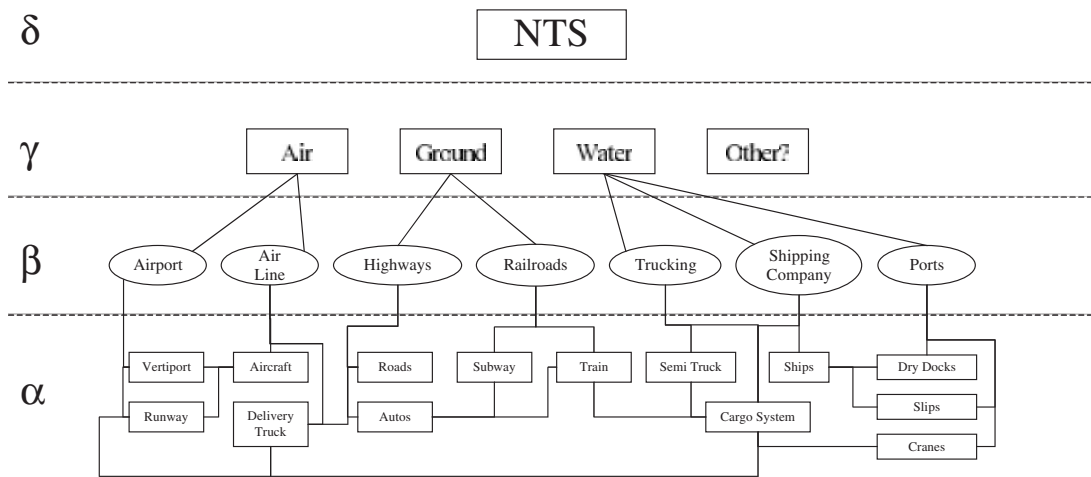 δ
NTS
γ
Air
Ground
Water
Other?
β
Airport
Air
Line
Highways
Railroads
Trucking
Shipping
Company
Ports
α
Vertiport
Aircraft
Roads
Subway
Train
Semi Truck
Ships
Dry Docks
Runway
Delivery
Truck
Autos
Cargo System
Slips
Cranes